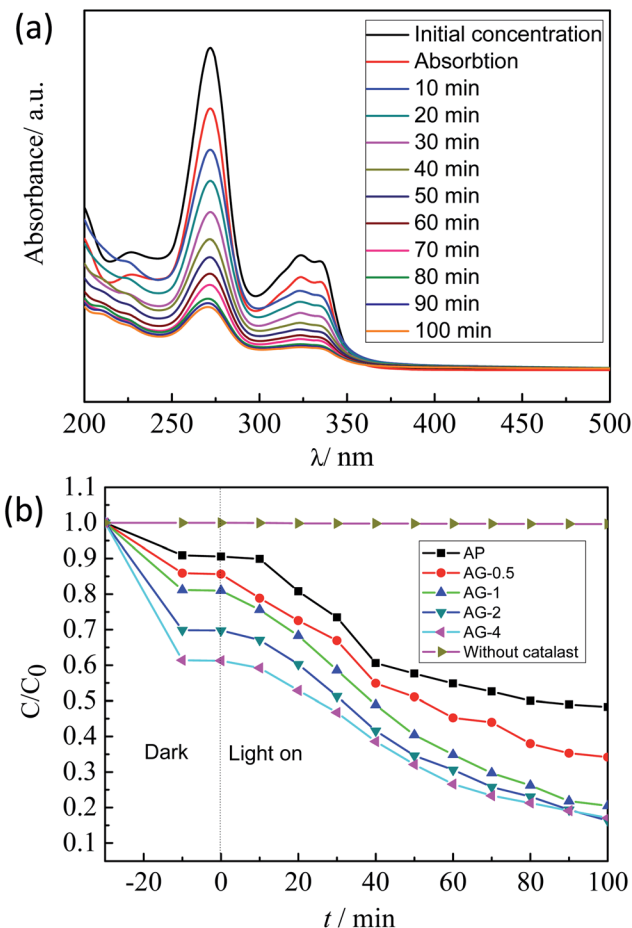 (a)
Absorbance/ a.u.
Initial concentration
Absorbtion
10 min
20 min
30 min
40 min
50 min
60 min
70 min
80 min
90 min
100 min
200 250 300 350 400 450 500
λ/ nm
(b)
C/C0
1.1
1.0
0.9
0.8
0.7
0.6
0.5
0.4
0.3
0.2
0.1
AP
AG-0.5
AG-1
AG-2
AG-4
Without catalast
Dark Light on
-20 0 20 40 60 80 100
t / min